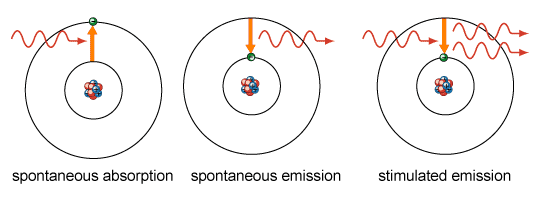 spontaneous absorption
spontaneous emission
stimulated emission